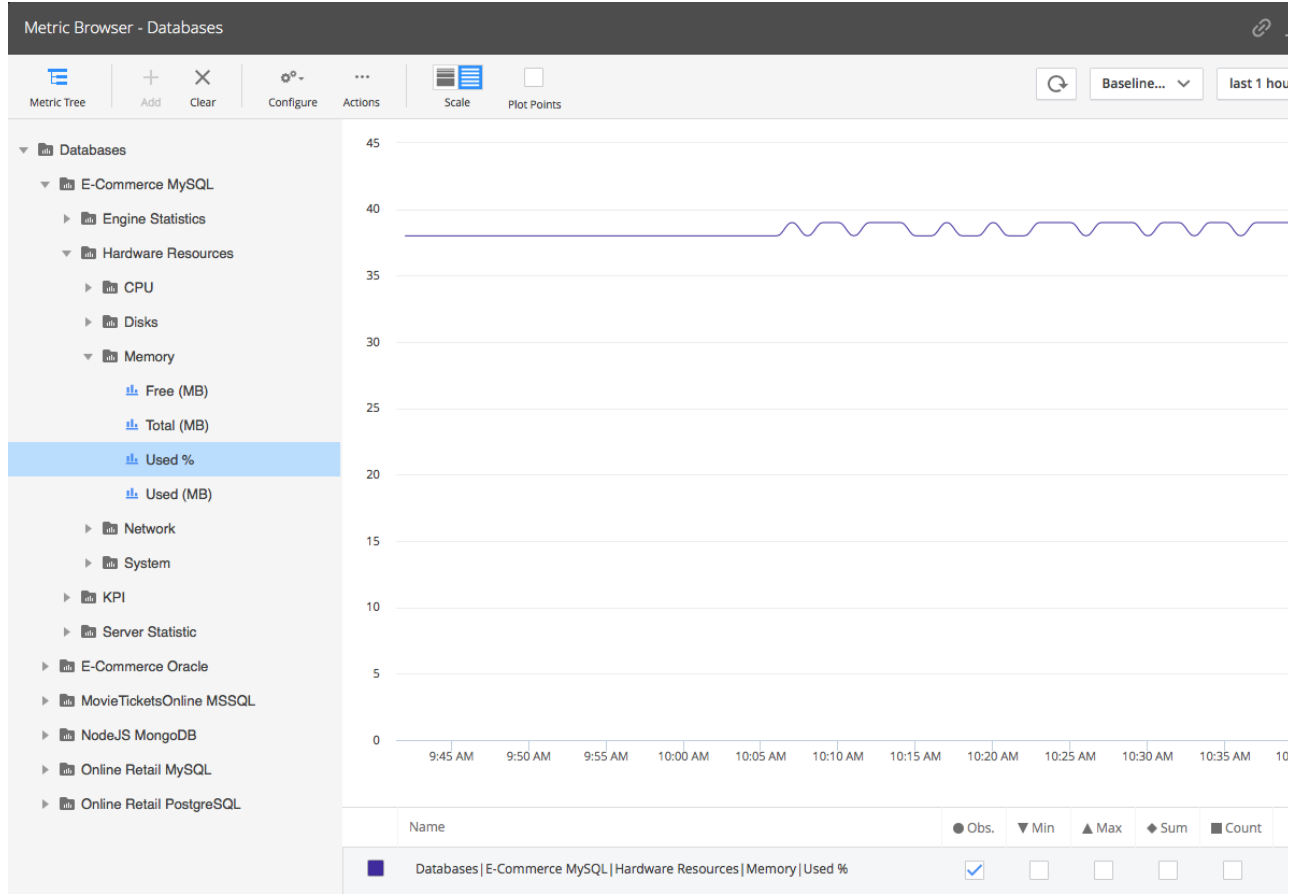 Metric Browser - Databases
Metric Tree
Add
Clear
Configure
Actions
Scale
Plot Points
Baseline...
last 1 hou
Databases
E-Commerce MySQL
Engine Statistics
Hardware Resources
CPU
Disks
Memory
Free (MB)
Total (MB)
Used %
Used (MB)
Network
System
KPI
Server Statistic
E-Commerce Oracle
MovieTicketsOnline MSSQL
NodeJS MongoDB
Online Retail MySQL
Online Retail PostgreSQL
45
40
35
30
25
20
15
10
5
0
9:45 AM 9:50 AM 9:55 AM 10:00 AM 10:05 AM 10:10 AM 10:15 AM 10:20 AM 10:25 AM 10:30 AM 10:35 AM 10
Name Obs. Min Max Sum Count
Databases|E-Commerce MySQL|Hardware Resources|Memory|Used %